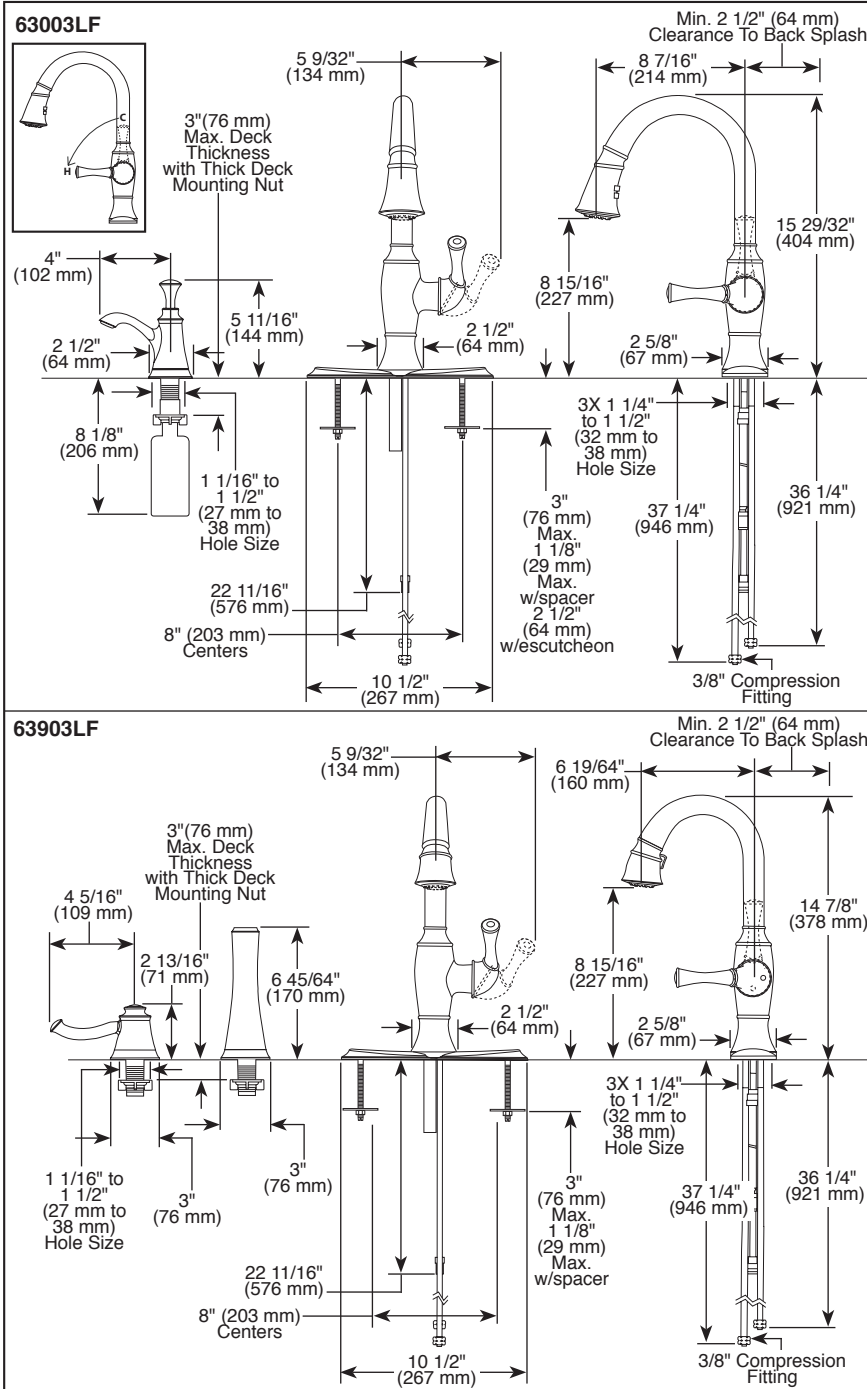 63003LF
C
H
3"(76 mm)
Max. Deck
Thickness
with Thick Deck
Mounting Nut
4"
(102 mm)
5 11/16"
(144 mm)
2 1/2"
(64 mm)
8 1/8"
(206 mm)
1 1/16" to
1 1/2"
(27 mm to
38 mm)
Hole Size
5 9/32"
(134 mm)
2 1/2"
(64 mm)
22 11/16"
(576 mm)
8" (203 mm)
Centers
10 1/2"
(267 mm)
3"
(76 mm)
Max.
1 1/8"
(29 mm)
Max.
w/spacer
2 1/2"
(64 mm)
w/escutcheon
Min. 2 1/2" (64 mm)
Clearance To Back Splash
8 7/16"
(214 mm)
15 29/32"
(404 mm)
8 15/16"
(227 mm)
2 5/8"
(67 mm)
3X 1 1/4"
to 1 1/2"
(32 mm to
38 mm)
Hole Size
37 1/4"
(946 mm)
36 1/4"
(921 mm)
3/8" Compression
Fitting
63903LF
3"(76 mm)
Max. Deck
Thickness
with Thick Deck
Mounting Nut
4 5/16"
(109 mm)
2 13/16"
(71 mm)
6 45/64"
(170 mm)
1 1/16" to
1 1/2"
(27 mm to
38 mm)
Hole Size
3"
(76 mm)
3"
(76 mm)
5 9/32"
(134 mm)
2 1/2"
(64 mm)
22 11/16"
(576 mm)
8" (203 mm)
Centers
10 1/2"
(267 mm)
3"
(76 mm)
Max.
1 1/8"
(29 mm)
Max.
w/spacer
Min. 2 1/2" (64 mm)
Clearance To Back Splash
6 19/64"
(160 mm)
14 7/8"
(378 mm)
8 15/16"
(227 mm)
2 5/8"
(67 mm)
3X 1 1/4"
to 1 1/2"
(32 mm to
38 mm)
Hole Size
37 1/4"
(946 mm)
36 1/4"
(921 mm)
3/8" Compression
Fitting